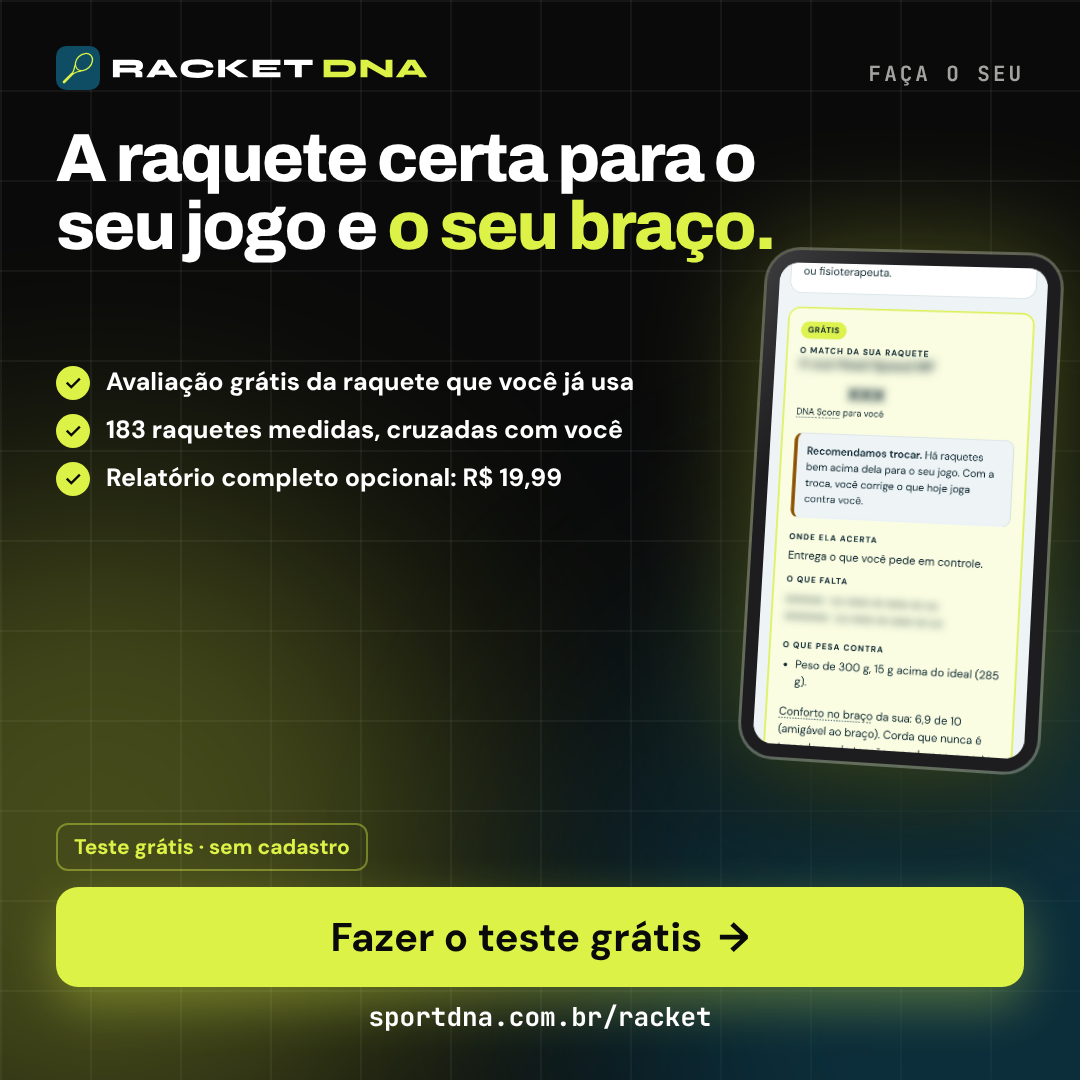 RACKET DNA
FAÇA O SEU
A raquete certa para o
seu jogo e o seu braço.
Avaliação grátis da raquete que você já usa
183 raquetes medidas, cruzadas com você
Relatório completo opcional: R$ 19,99
ou fisioterapeuta.
GRÁTIS
O MATCH DA SUA RAQUETE
DNA Score para você
Recomendamos trocar. Há raquetes
bem acima dela para o seu jogo. Com a
troca, você corrige o que hoje joga
contra você.
ONDE ELA ACERTA
Entrega o que você pede em controle.
O QUE FALTA
O QUE PESA CONTRA
• Peso de 300 g, 15 g acima do ideal (285
g).
Conforto no braço da sua: 6,9 de 10
(amigável ao braço). Corda que nunca é
Teste grátis · sem cadastro
Fazer o teste grátis →
sportdna.com.br/racket